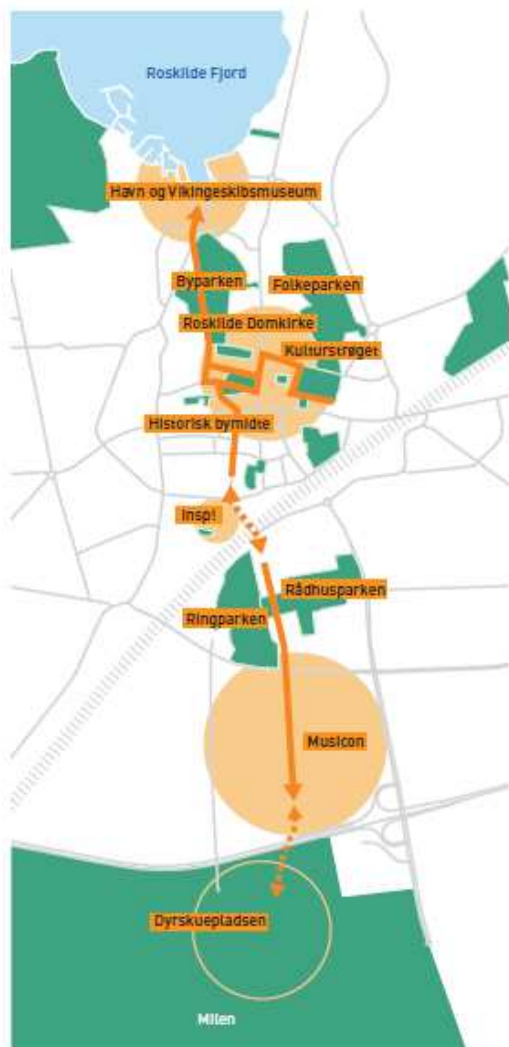 Roskilde Fjord
Havn og Vikingeskibsmuseum
Byparken
Folkeparken
Roskilde Domkirke
Kulturstrøget
Historisk bymidte
Insp!
Rådhusparken
Ringparken
Musicon
Dyrskuepladsen
Milen